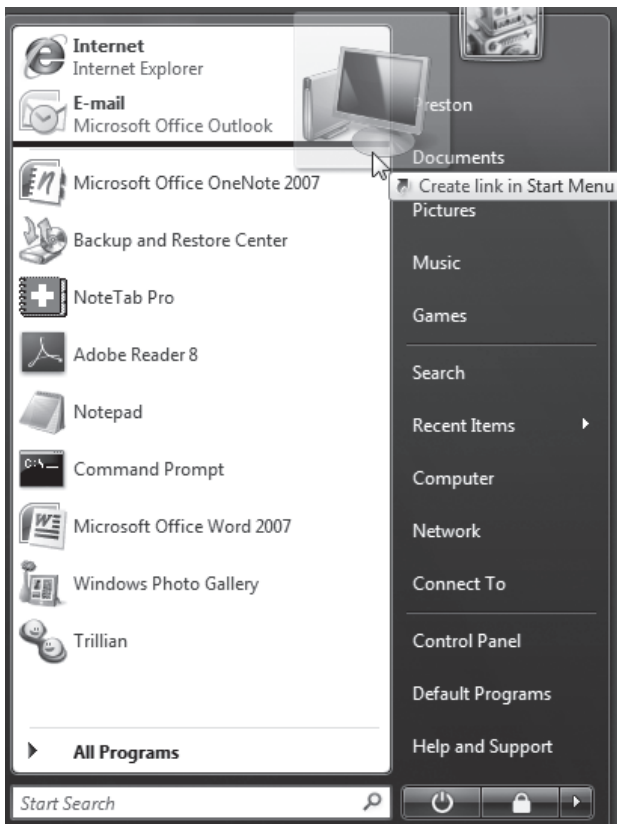 Internet
Internet Explorer
E-mail
Microsoft Office Outlook
Microsoft Office OneNote 2007
Backup and Restore Center
NoteTab Pro
Adobe Reader 8
Notepad
C:\
Command Prompt
Microsoft Office Word 2007
Windows Photo Gallery
Trillian
All Programs
Start Search
Preston
Documents
Create link in Start Menu
Pictures
Music
Games
Search
Recent Items
Computer
Network
Connect To
Control Panel
Default Programs
Help and Support